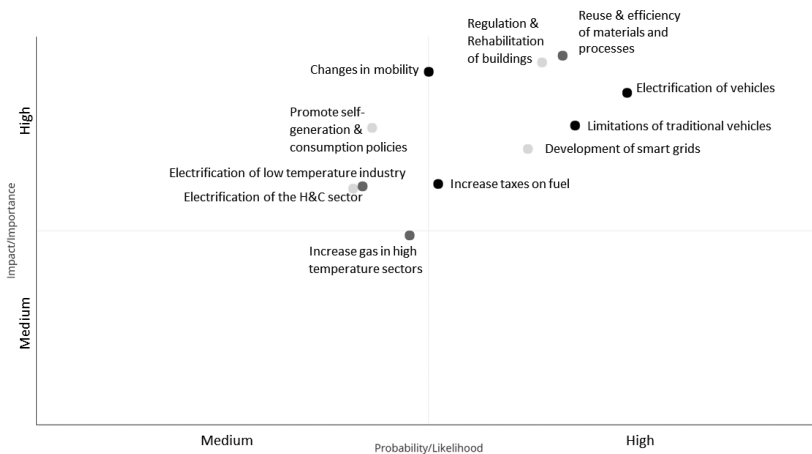 Regulation &
Rehabilitation
of buildings
Reuse & efficiency
of materials and
processes
Changes in mobility
Electrification of vehicles
Promote self-
generation &
consumption policies
Limitations of traditional vehicles
Development of smart grids
Electrification of low temperature industry
Electrification of the H&C sector
Increase taxes on fuel
Increase gas in high
temperature sectors
High
Impact/Importance
Medium
Medium
Probability/Likelihood
High